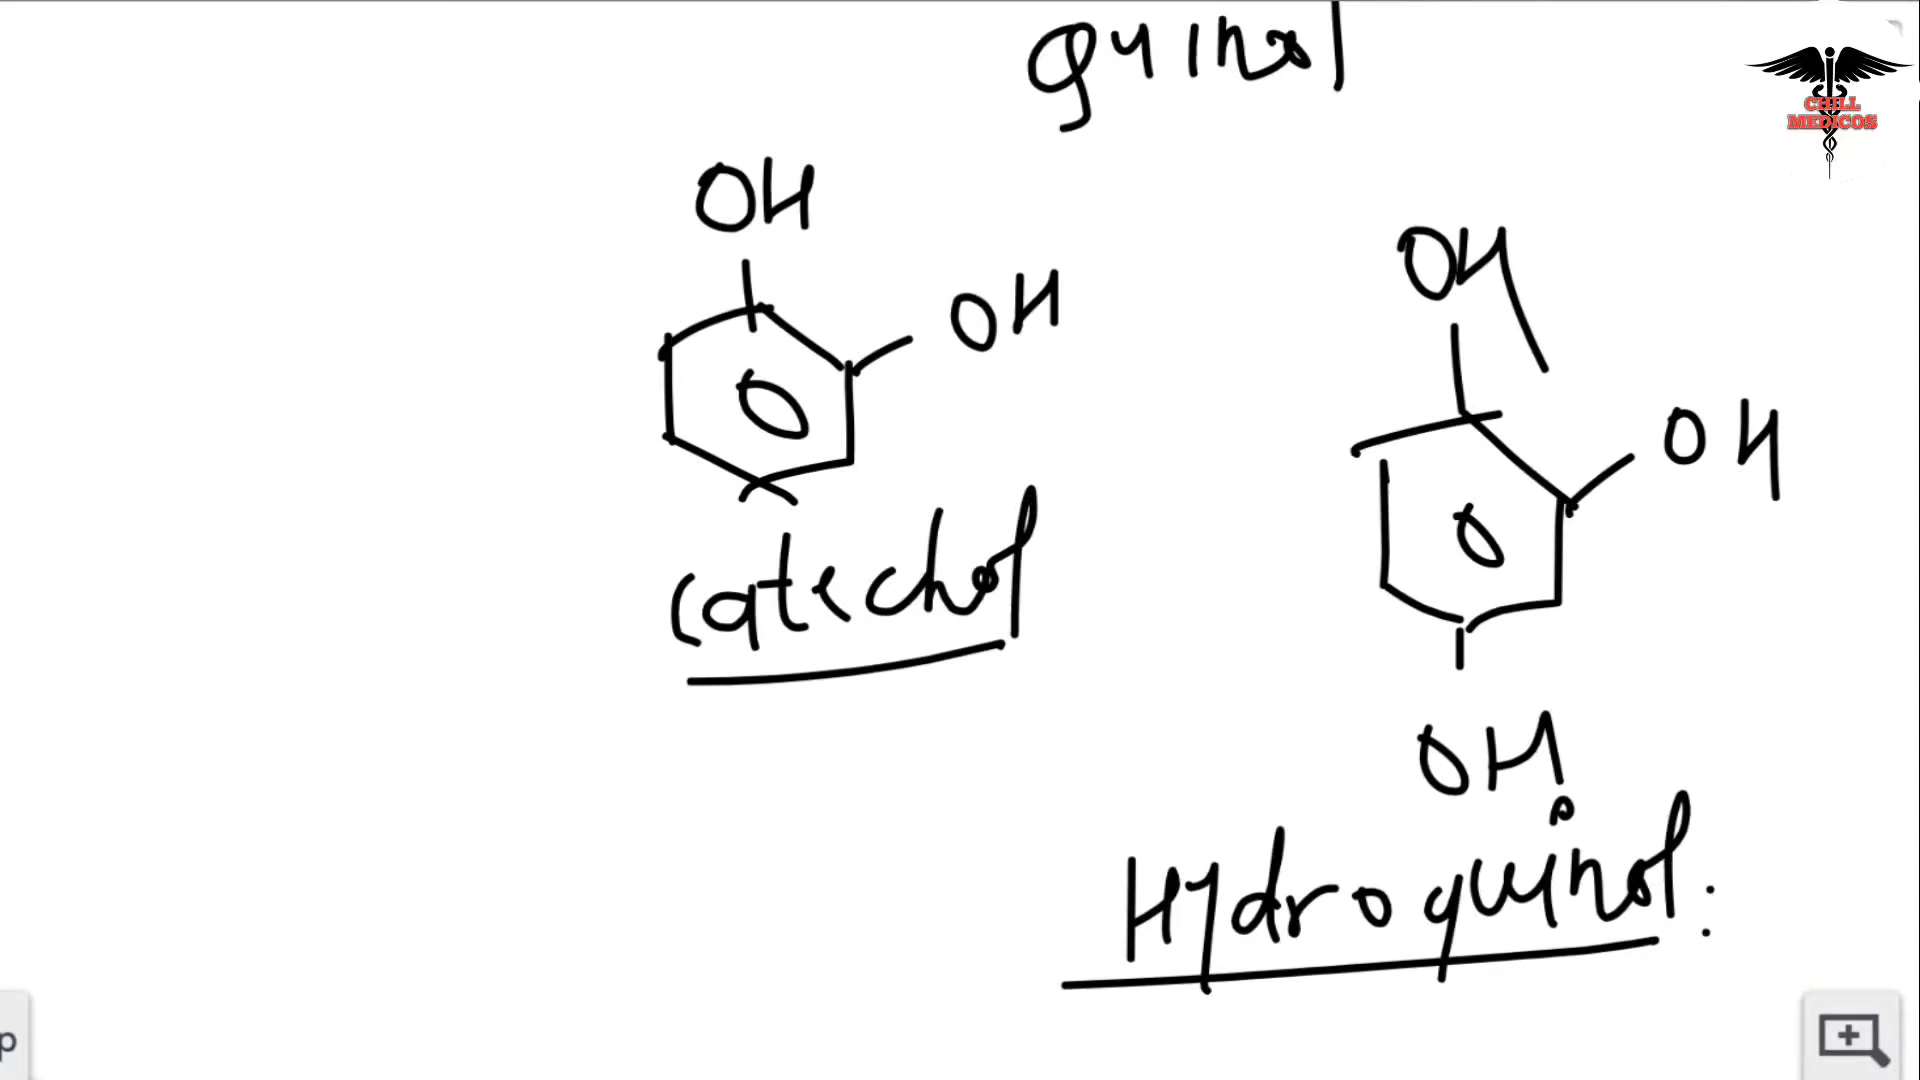 quinol
CHILL
MEDICOS
OH
OH
catechol
OH
OH
OH
Hydroquinol:
p